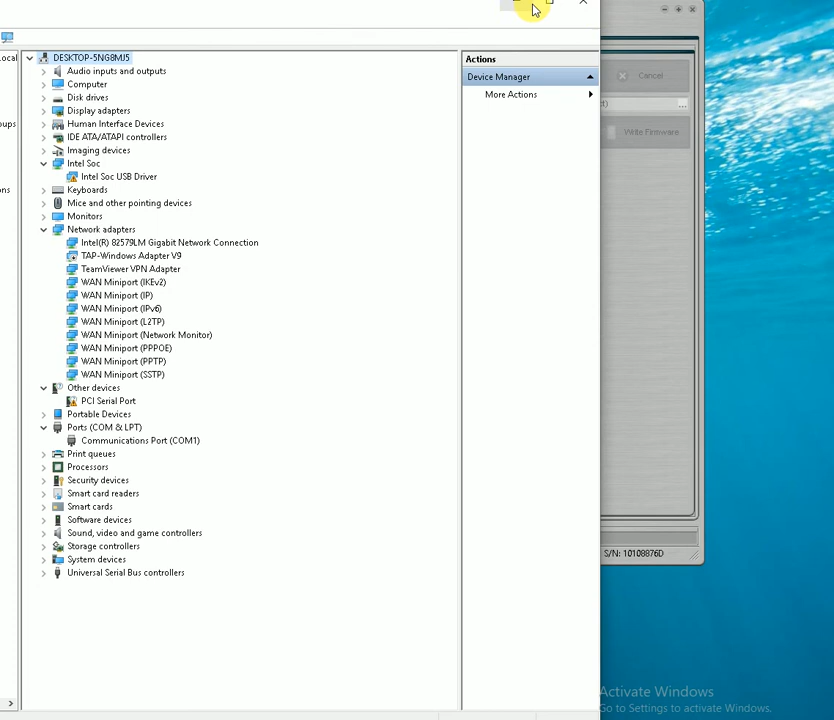 ocal
oups
ons
DESKTOP-5NG8MJ5
Audio inputs and outputs
Computer
Disk drives
Display adapters
Human Interface Devices
IDE ATA/ATAPI controllers
Imaging devices
Intel Soc
Intel Soc USB Driver
Keyboards
Mice and other pointing devices
Monitors
Network adapters
Intel(R) 82579LM Gigabit Network Connection
TAP-Windows Adapter V9
TeamViewer VPN Adapter
WAN Miniport (IKEv2)
WAN Miniport (IP)
WAN Miniport (IPv6)
WAN Miniport (L2TP)
WAN Miniport (Network Monitor)
WAN Miniport (PPPOE)
WAN Miniport (PPTP)
WAN Miniport (SSTP)
Other devices
PCI Serial Port
Portable Devices
Ports (COM & LPT)
Communications Port (COM1)
Print queues
Processors
Security devices
Smart card readers
Smart cards
Software devices
Sound, video and game controllers
Storage controllers
System devices
Universal Serial Bus controllers
Actions
Device Manager
More Actions
Cancel
t)
...
Write Firmware
S/N: 10108876D
Activate Windows
Go to Settings to activate Windows.